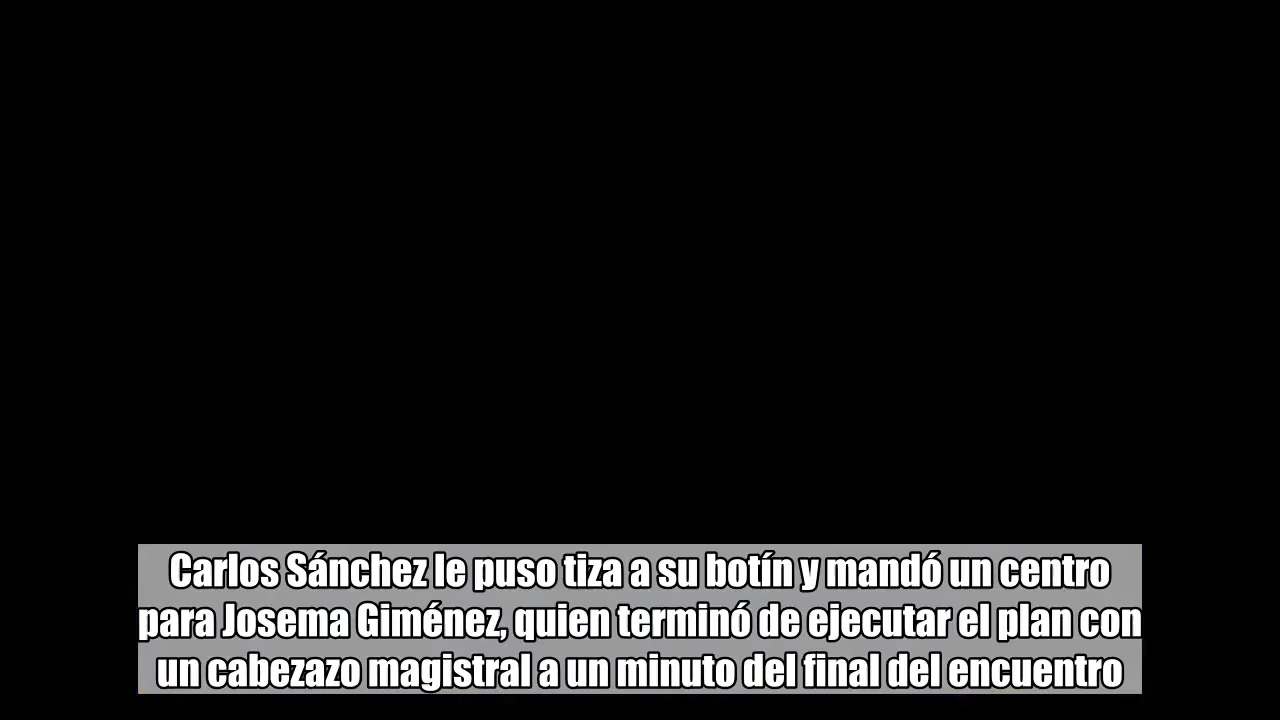 Carlos Sánchez le puso tiza a su botín y mandó un centro
para Josema Giménez, quien terminó de ejecutar el plan con
un cabezazo magistral a un minuto del final del encuentro